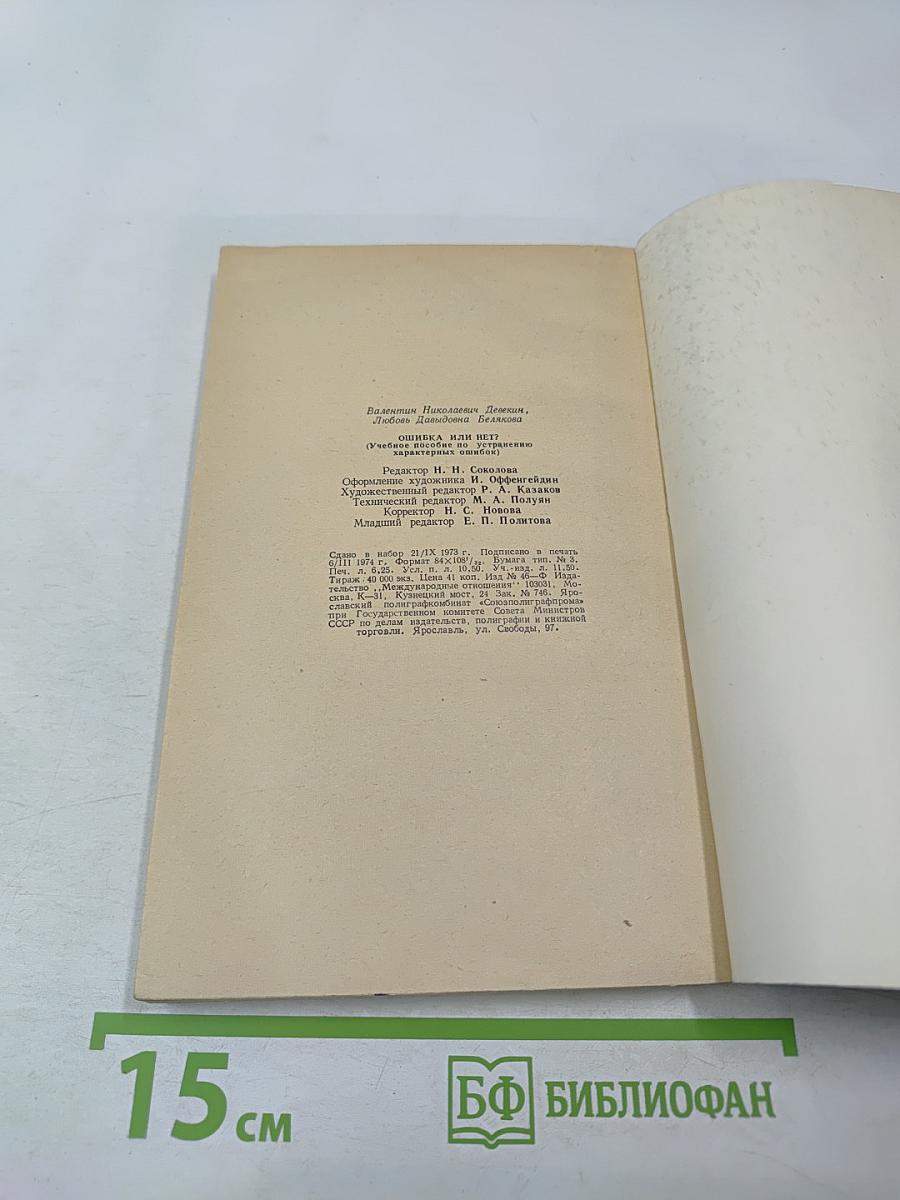 Валентин Николаевич Девекин,
Любовь Давыдовна Белякова
ОШИБКА ИЛИ НЕТ?
(Учебное пособие по устранению
характерных ошибок)
Редактор Н. Н. Соколова
Оформление художника И. Оффенгейдин
Художественный редактор Р. А. Казаков
Технический редактор М. А. Полуян
Корректор Н. С. Новова
Младший редактор Е. П. Политова
Сдано в набор 21/IX 1973 г. Подписано в печать
6/III 1974 г. Формат 84×108¹/₃₂. Бумага тип. № 3.
Печ. л. 6,25. Усл. п. л. 10,50. Уч.-изд. л. 11,50.
Тираж 40 000 экз. Цена 41 коп. Изд № 46—Ф Изда-
тельство ,,Международные отношения'' 103031, Мо-
сква, К—31, Кузнецкий мост, 24 Зак. № 746. Яро-
славский полиграфкомбинат «Союзполиграфпрома»
при Государственном комитете Совета Министров
СССР по делам издательств, полиграфии и книжной
торговли. Ярославль, ул. Свободы, 97.
15 см
БФ БИБЛИОФАН